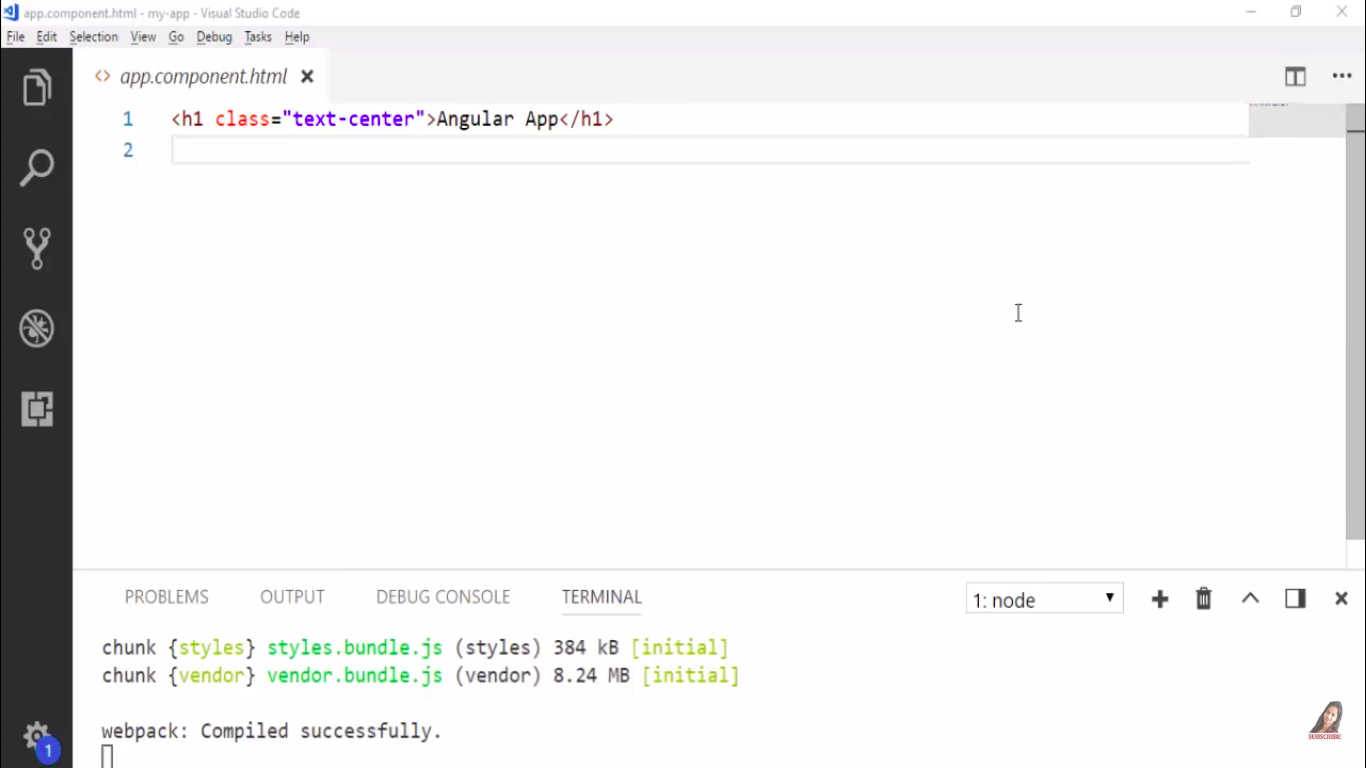 app.component.html - my-app - Visual Studio Code
File Edit Selection View Go Debug Tasks Help
<> app.component.html
1 <h1 class="text-center">Angular App</h1>
2
PROBLEMS OUTPUT DEBUG CONSOLE TERMINAL 1: node
chunk {styles} styles.bundle.js (styles) 384 kB [initial]
chunk {vendor} vendor.bundle.js (vendor) 8.24 MB [initial]
webpack: Compiled successfully.
1
SUBSCRIBE